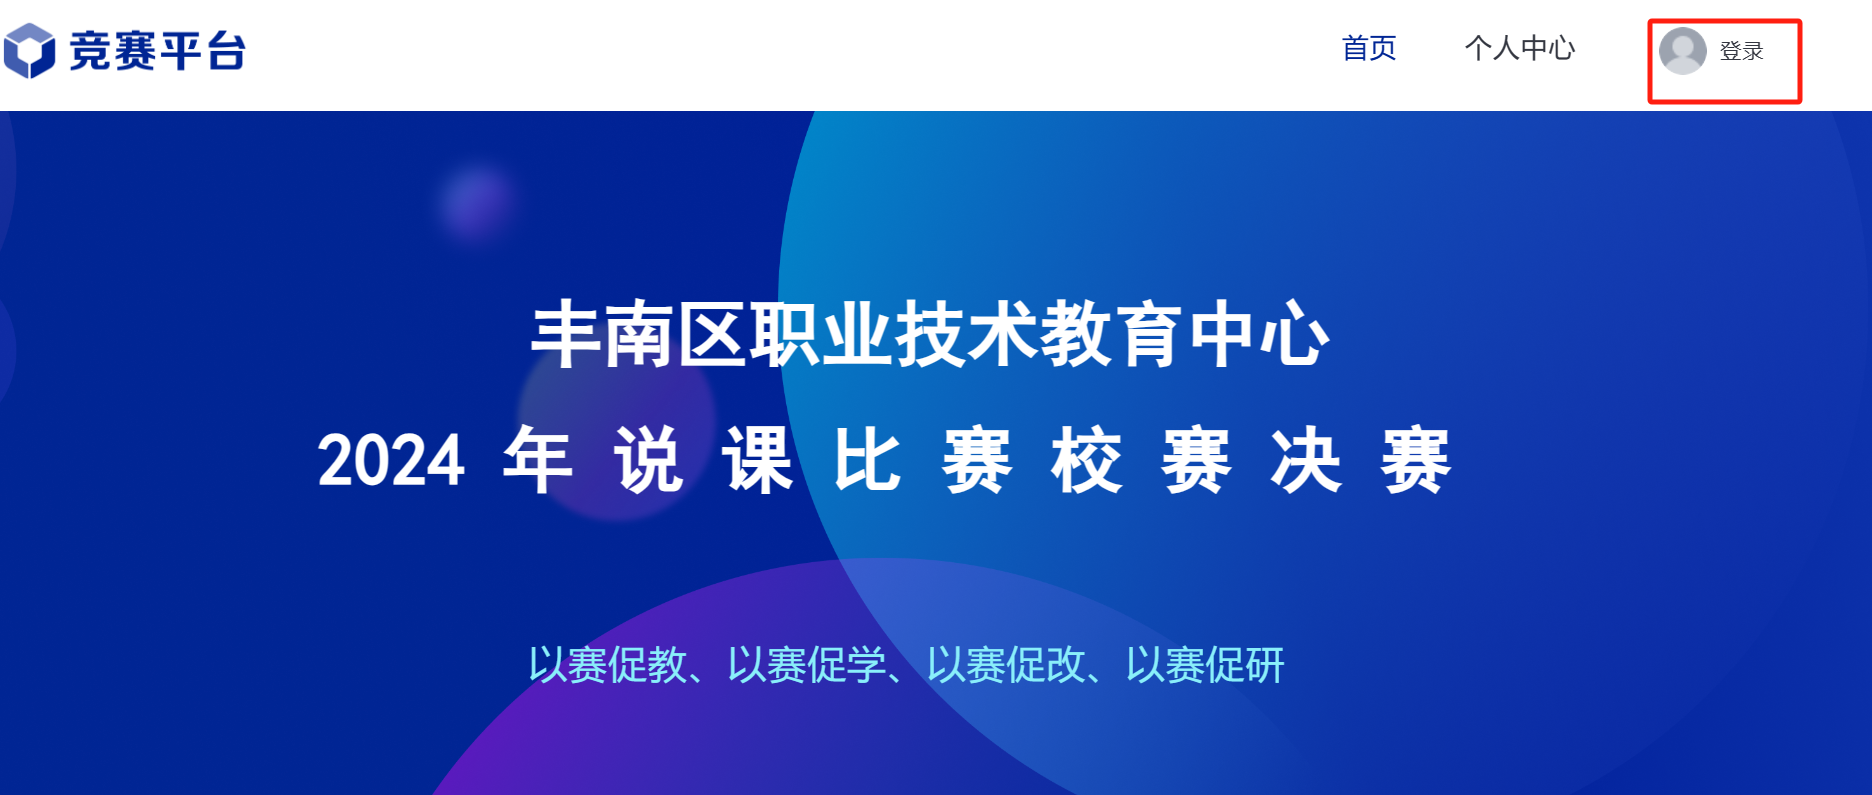 竞赛平台
首页
个人中心
登录
丰南区职业技术教育中心
2024 年 说 课 比 赛 校 赛 决 赛
以赛促教、以赛促学、以赛促改、以赛促研